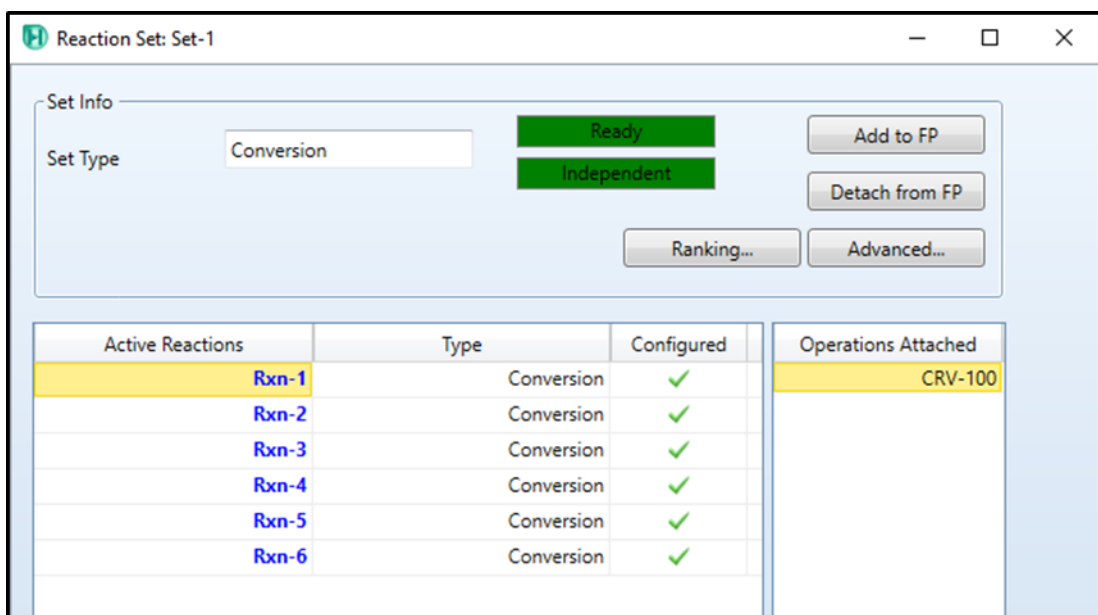 Reaction Set: Set-1
Set Info
Set Type
Conversion
Ready
Independent
Add to FP
Detach from FP
Ranking...
Advanced...
Active Reactions Type Configured
Rxn-1 Conversion
Rxn-2 Conversion
Rxn-3 Conversion
Rxn-4 Conversion
Rxn-5 Conversion
Rxn-6 Conversion
Operations Attached
CRV-100